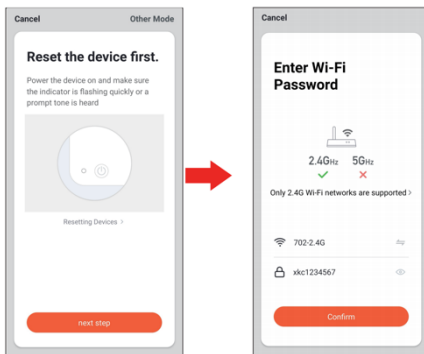 Cancel
Other Mode
Reset the device first.
Power the device on and make sure
the indicator is flashing quickly or a
prompt tone is heard
Resetting Devices >
next step
Cancel
Enter Wi-Fi
Password
2.4GHz 5GHz
Only 2.4G Wi-Fi networks are supported >
702-2.4G
xkc1234567
Confirm